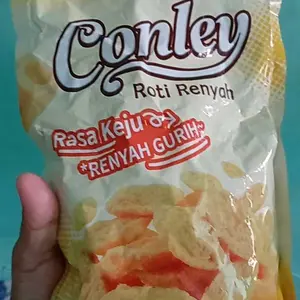 Conley
Roti Renyah
Rasa Keju
*RENYAH GURIH~